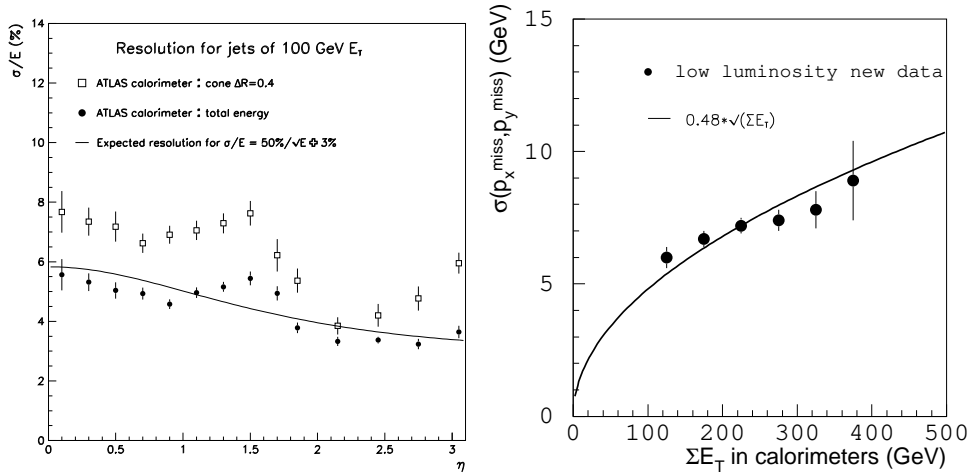 Resolution for jets of 100 GeV E_T
ATLAS calorimeter : cone ΔR=0.4
ATLAS calorimeter : total energy
Expected resolution for σ/E = 50%/√E ⊕ 3%
σ/E (%)
14
12
10
8
6
4
2
0
0 0.5 1 1.5 2 2.5 3
η
σ(p_x^miss,p_y^miss) (GeV)
15
10
5
0
low luminosity new data
0.48*√(ΣE_T)
0 100 200 300 400 500
ΣE_T in calorimeters (GeV)